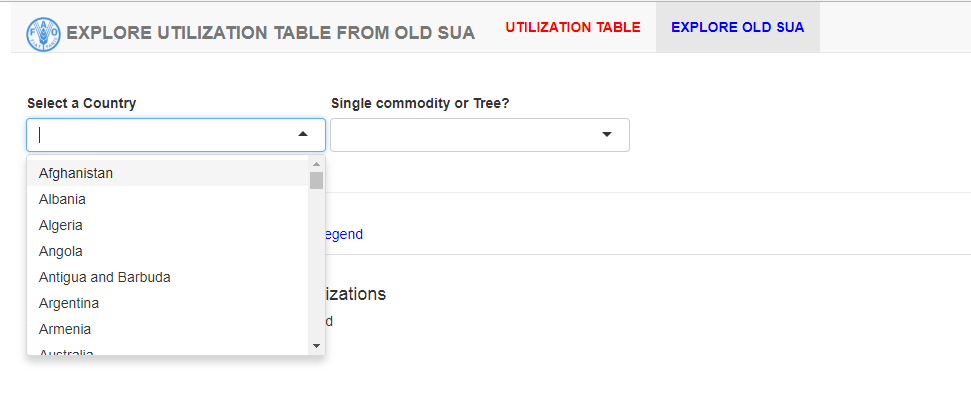 EXPLORE UTILIZATION TABLE FROM OLD SUA
UTILIZATION TABLE
EXPLORE OLD SUA
Select a Country
Single commodity or Tree?
Afghanistan
Albania
Algeria
egend
Angola
Antigua and Barbuda
izations
Argentina
d
Armenia
Australia